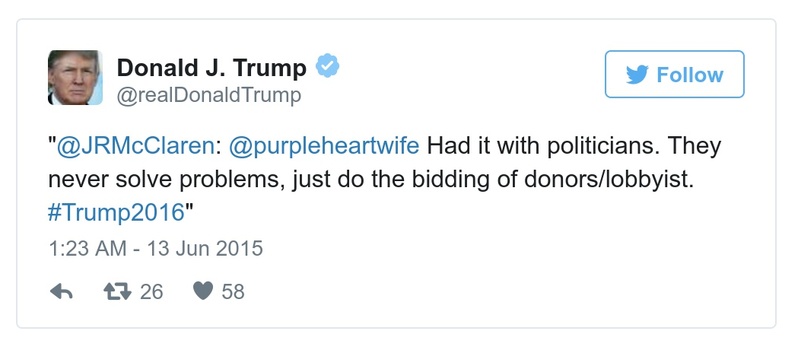 Donald J. Trump
@realDonaldTrump
Follow
"@JRMcClaren: @purpleheartwife Had it with politicians. They
never solve problems, just do the bidding of donors/lobbyist.
#Trump2016"
1:23 AM - 13 Jun 2015
26 58